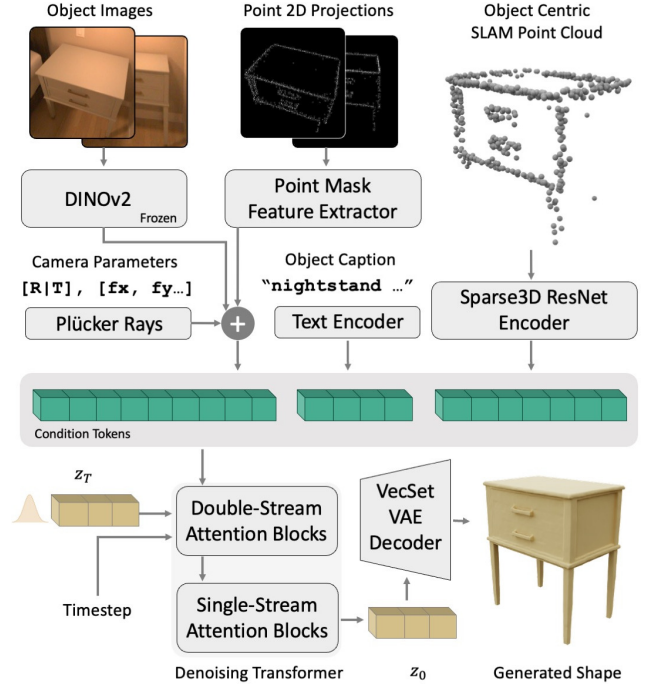 Object Images
Point 2D Projections
Object Centric
SLAM Point Cloud
DINOv2
Frozen
Point Mask
Feature Extractor
Camera Parameters
[R|T], [fx, fy…]
Object Caption
“nightstand …”
Plücker Rays
+
Text Encoder
Sparse3D ResNet
Encoder
Condition Tokens
z_T
Double-Stream
Attention Blocks
VecSet
VAE
Decoder
Timestep
Single-Stream
Attention Blocks
Denoising Transformer
z_0
Generated Shape